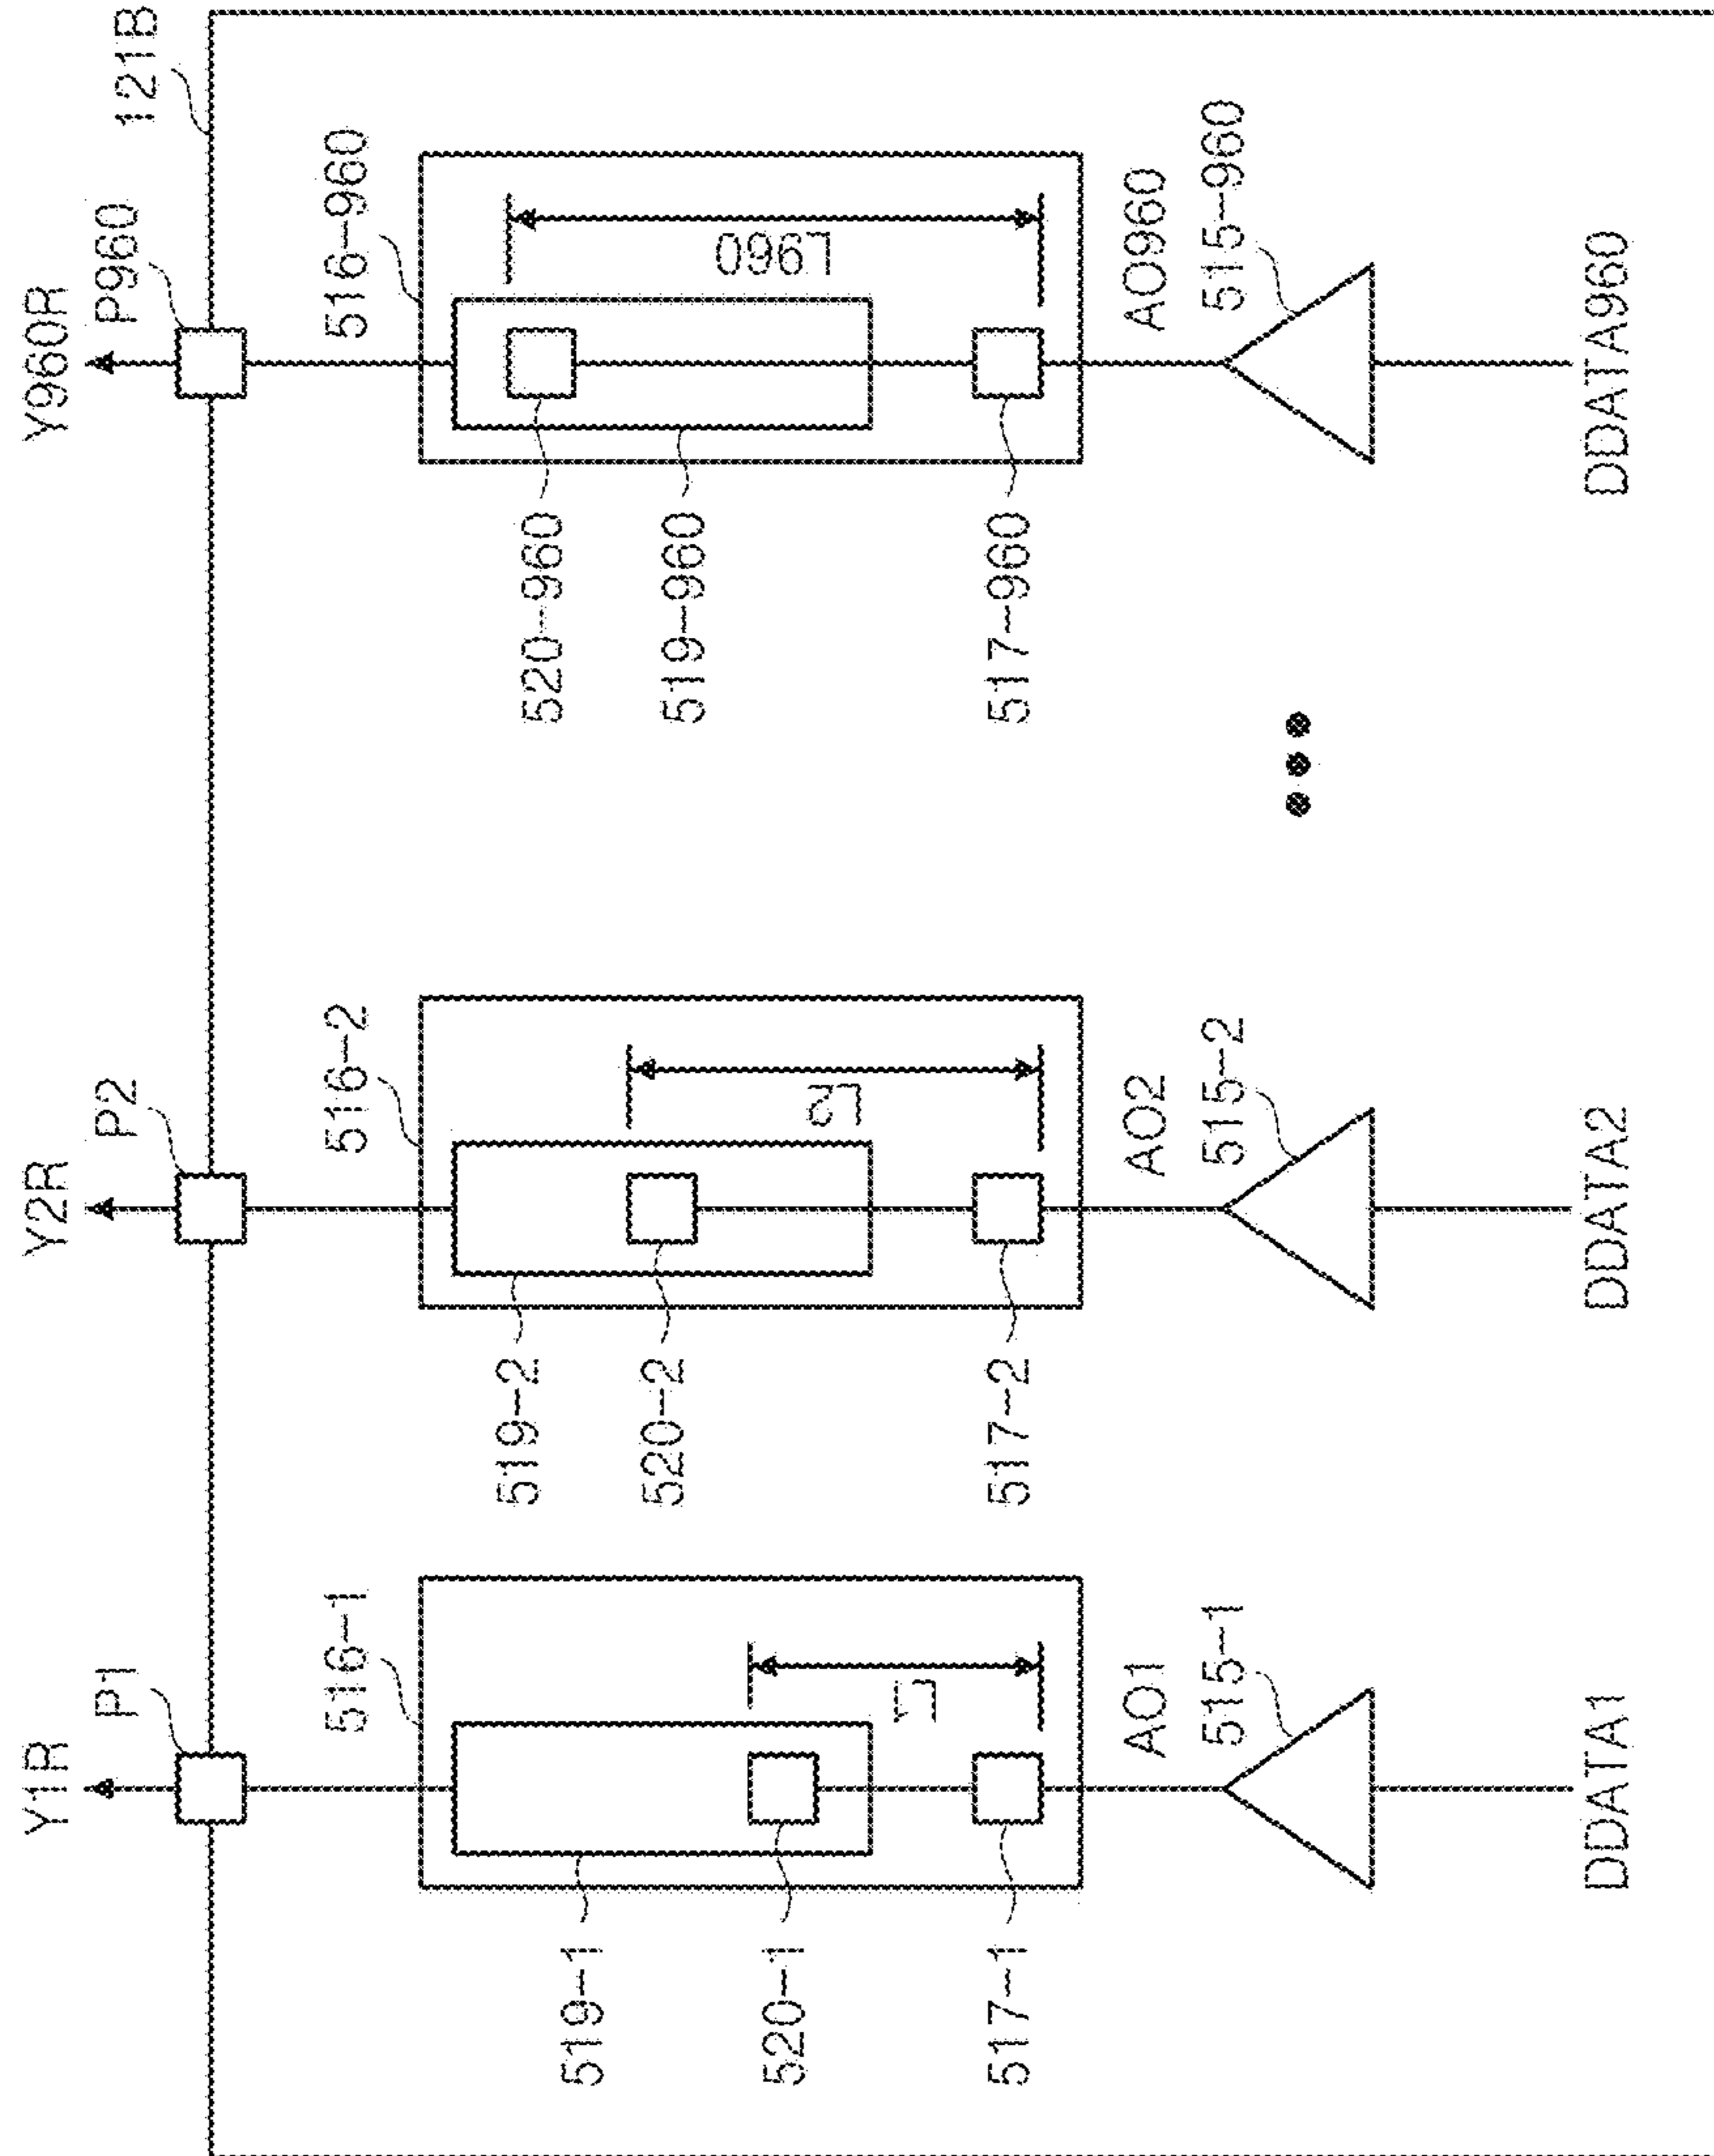 Y1R
Y2R
Y960R
P1
P2
P960
121B
516-1
516-2
516-960
519-1
519-2
520-960
520-1
520-2
519-960
L1
L2
L960
517-1
517-2
517-960
AO1
AO2
AO960
515-1
515-2
515-960
DDATA1
DDATA2
DDATA960